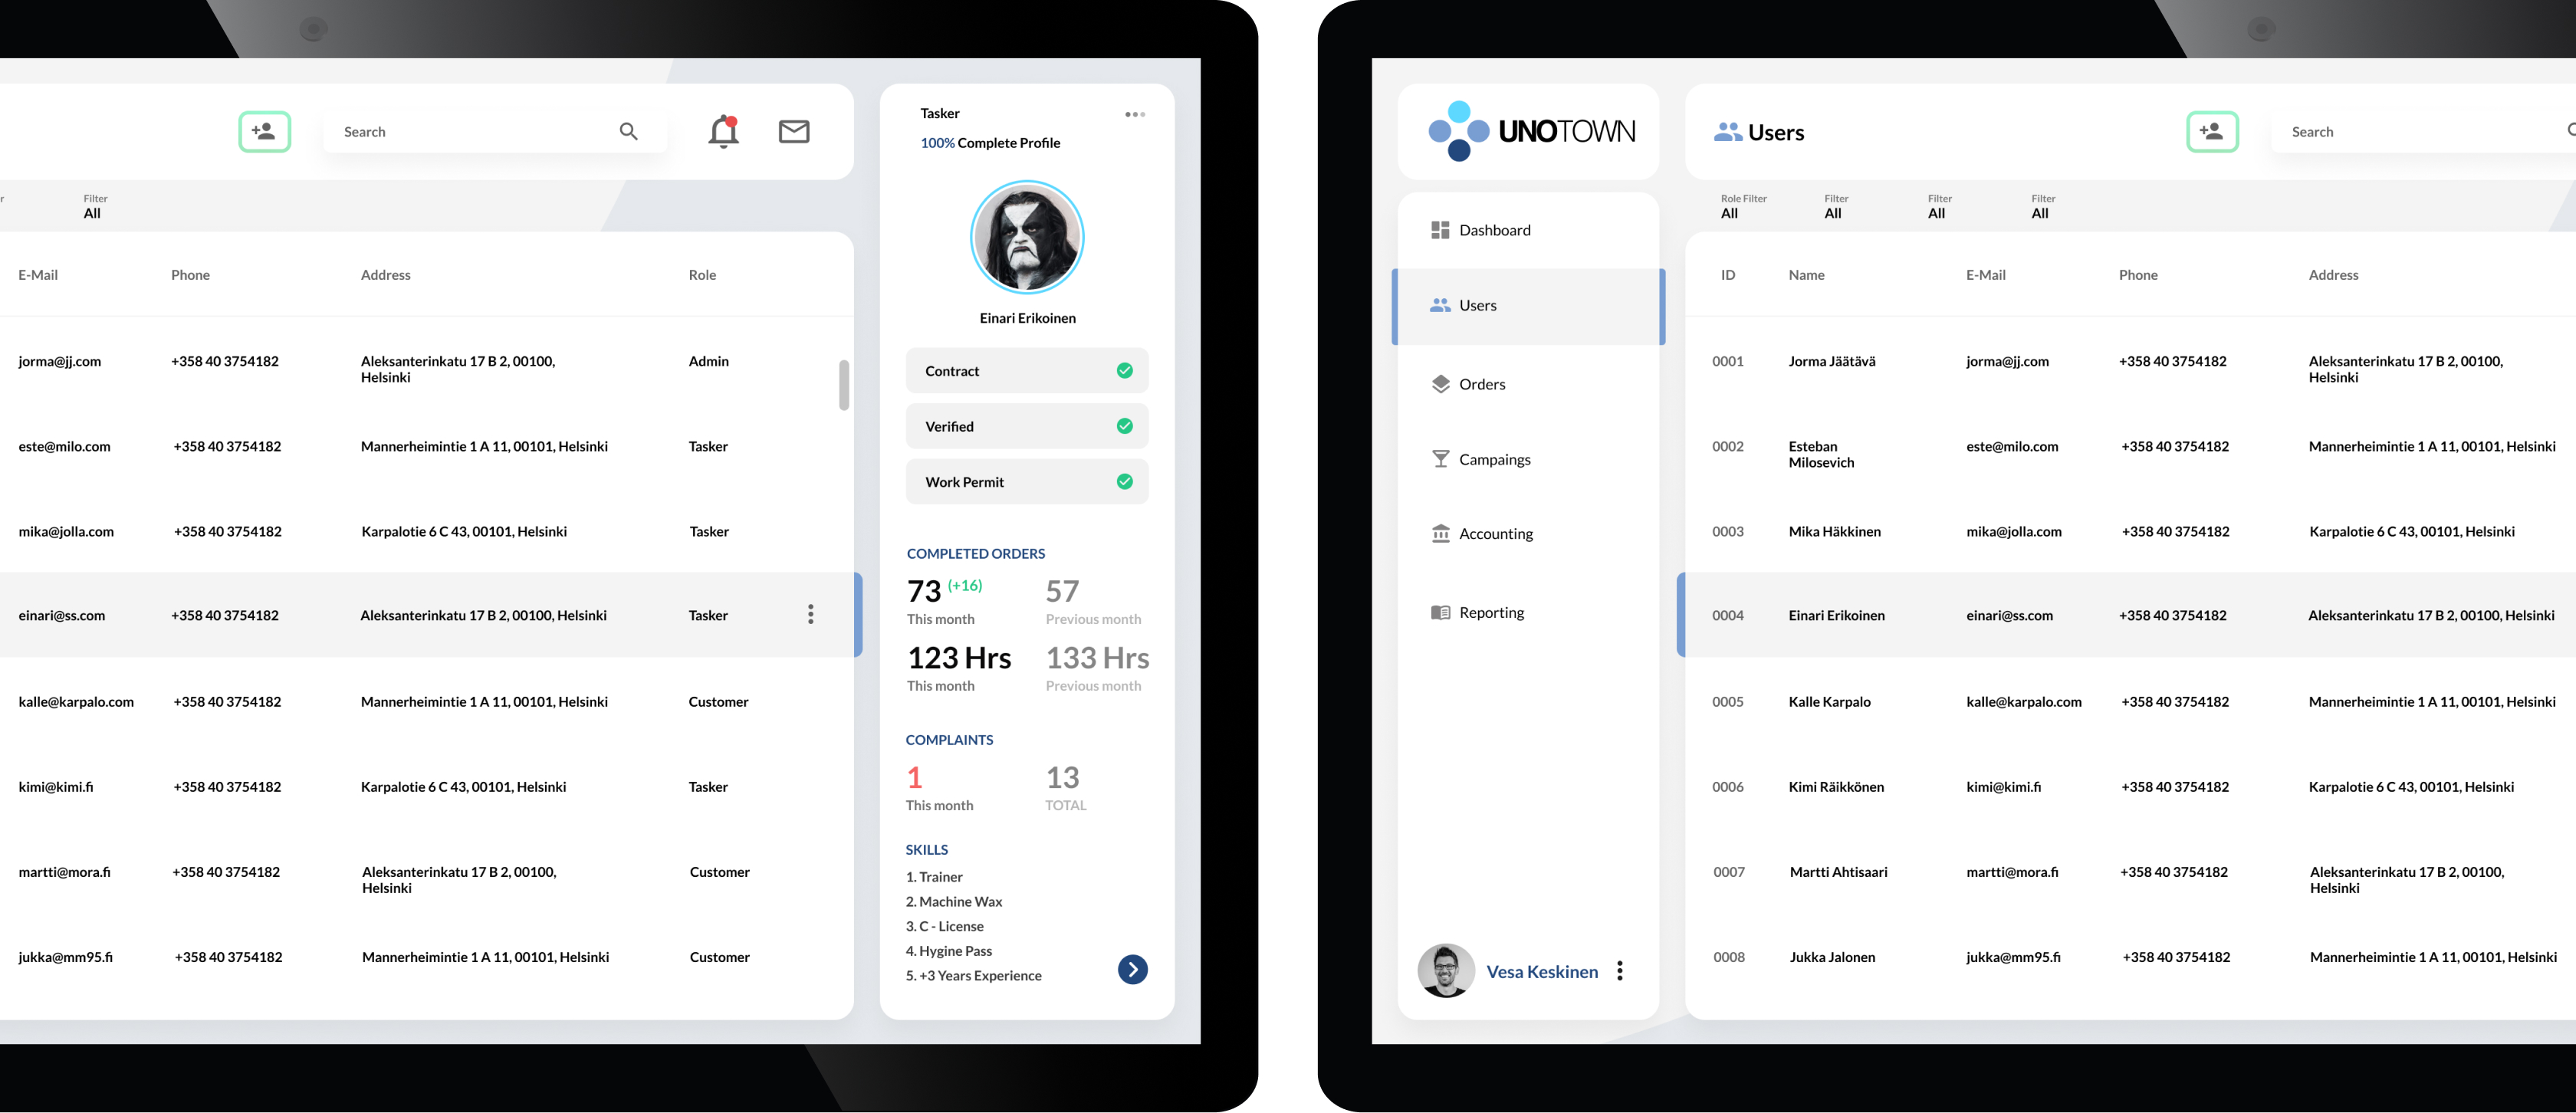 Search
r
Filter
All
E-Mail Phone Address Role
jorma@jj.com +358 40 3754182 Aleksanterinkatu 17 B 2, 00100, Admin
Helsinki
este@milo.com +358 40 3754182 Mannerheimintie 1 A 11, 00101, Helsinki Tasker
mika@jolla.com +358 40 3754182 Karpalotie 6 C 43, 00101, Helsinki Tasker
einari@ss.com +358 40 3754182 Aleksanterinkatu 17 B 2, 00100, Helsinki Tasker
kalle@karpalo.com +358 40 3754182 Mannerheimintie 1 A 11, 00101, Helsinki Customer
kimi@kimi.fi +358 40 3754182 Karpalotie 6 C 43, 00101, Helsinki Tasker
martti@mora.fi +358 40 3754182 Aleksanterinkatu 17 B 2, 00100, Customer
Helsinki
jukka@mm95.fi +358 40 3754182 Mannerheimintie 1 A 11, 00101, Helsinki Customer
Tasker
100% Complete Profile
Einari Erikoinen
Contract
Verified
Work Permit
COMPLETED ORDERS
73 (+16) 57
This month Previous month
123 Hrs 133 Hrs
This month Previous month
COMPLAINTS
1 13
This month TOTAL
SKILLS
1. Trainer
2. Machine Wax
3. C - License
4. Hygine Pass
5. +3 Years Experience
UNOTOWN
Dashboard
Users
Orders
Campaings
Accounting
Reporting
Vesa Keskinen
Users
Search
Role Filter Filter Filter Filter
All All All All
ID Name E-Mail Phone Address
0001 Jorma Jäätävä jorma@jj.com +358 40 3754182 Aleksanterinkatu 17 B 2, 00100,
Helsinki
0002 Esteban este@milo.com +358 40 3754182 Mannerheimintie 1 A 11, 00101, Helsinki
Milosevich
0003 Mika Häkkinen mika@jolla.com +358 40 3754182 Karpalotie 6 C 43, 00101, Helsinki
0004 Einari Erikoinen einari@ss.com +358 40 3754182 Aleksanterinkatu 17 B 2, 00100, Helsinki
0005 Kalle Karpalo kalle@karpalo.com +358 40 3754182 Mannerheimintie 1 A 11, 00101, Helsinki
0006 Kimi Räikkönen kimi@kimi.fi +358 40 3754182 Karpalotie 6 C 43, 00101, Helsinki
0007 Martti Ahtisaari martti@mora.fi +358 40 3754182 Aleksanterinkatu 17 B 2, 00100,
Helsinki
0008 Jukka Jalonen jukka@mm95.fi +358 40 3754182 Mannerheimintie 1 A 11, 00101, Helsinki